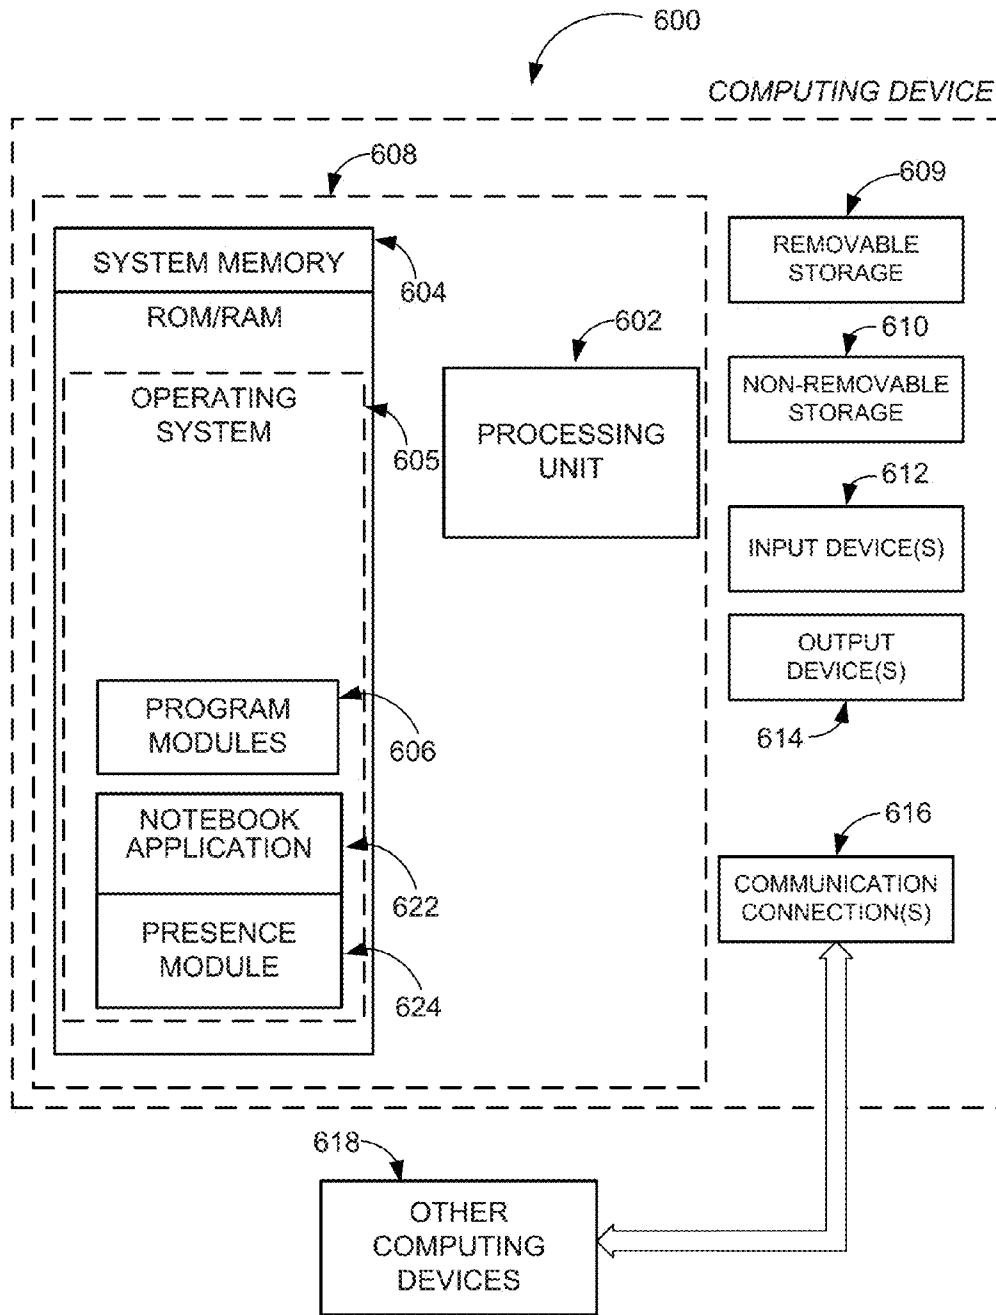 600
COMPUTING DEVICE
608
609
SYSTEM MEMORY
604
REMOVABLE
STORAGE
ROM/RAM
602
610
OPERATING
SYSTEM
605
PROCESSING
UNIT
NON-REMOVABLE
STORAGE
612
INPUT DEVICE(S)
OUTPUT
DEVICE(S)
614
PROGRAM
MODULES
606
NOTEBOOK
APPLICATION
622
616
COMMUNICATION
CONNECTION(S)
PRESENCE
MODULE
624
618
OTHER
COMPUTING
DEVICES